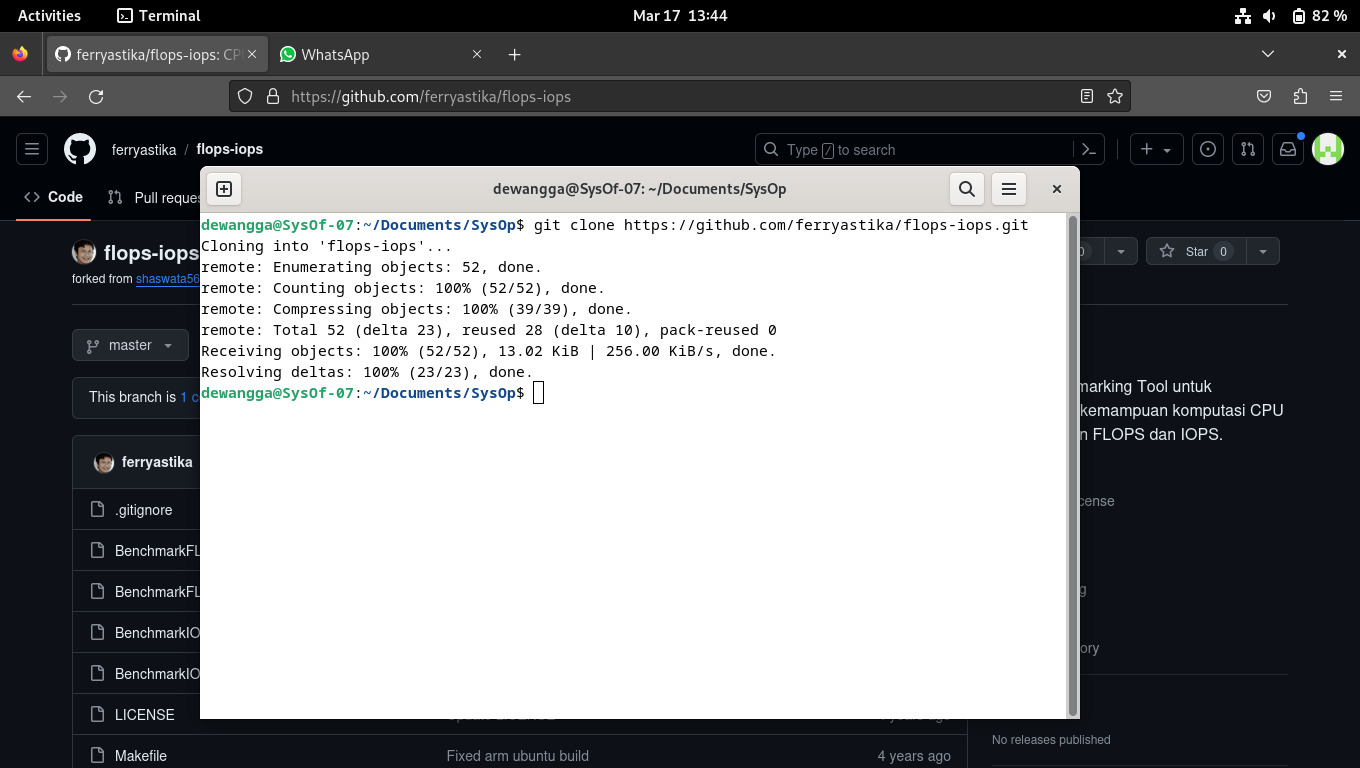 Activities
Terminal
Mar 17 13:44
82 %
ferryastika/flops-iops: CP
WhatsApp
https://github.com/ferryastika/flops-iops
ferryastika / flops-iops
Type / to search
Code
Pull reques
dewangga@SysOf-07: ~/Documents/SysOp
dewangga@SysOf-07:~/Documents/SysOp$ git clone https://github.com/ferryastika/flops-iops.git
Cloning into 'flops-iops'...
remote: Enumerating objects: 52, done.
remote: Counting objects: 100% (52/52), done.
remote: Compressing objects: 100% (39/39), done.
remote: Total 52 (delta 23), reused 28 (delta 10), pack-reused 0
Receiving objects: 100% (52/52), 13.02 KiB | 256.00 KiB/s, done.
Resolving deltas: 100% (23/23), done.
dewangga@SysOf-07:~/Documents/SysOp$
flops-iops
forked from shaswata56
Star 0
master
This branch is 1 c
ferryastika
.gitignore
BenchmarkFL
BenchmarkFL
BenchmarkIO
BenchmarkIO
LICENSE
Makefile
Fixed arm ubuntu build
4 years ago
marking Tool untuk
kemampuan komputasi CPU
n FLOPS dan IOPS.
cense
g
ory
No releases published